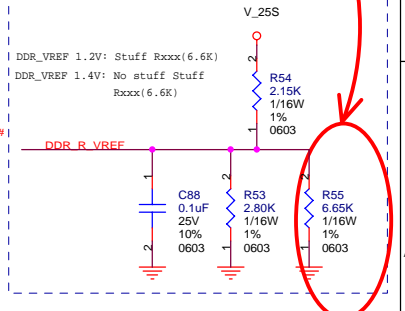 V_25S
DDR_VREF 1.2V: Stuff Rxxx(6.6K)
DDR_VREF 1.4V: No stuff Stuff
Rxxx(6.6K)
2
R54
2.15K
1/16W
1%
0603
1
#
DDR_R_VREF
1
C88
0.1uF
25V
10%
0603
2
2
R53
2.80K
1/16W
1%
0603
1
2
R55
6.65K
1/16W
1%
0603
1